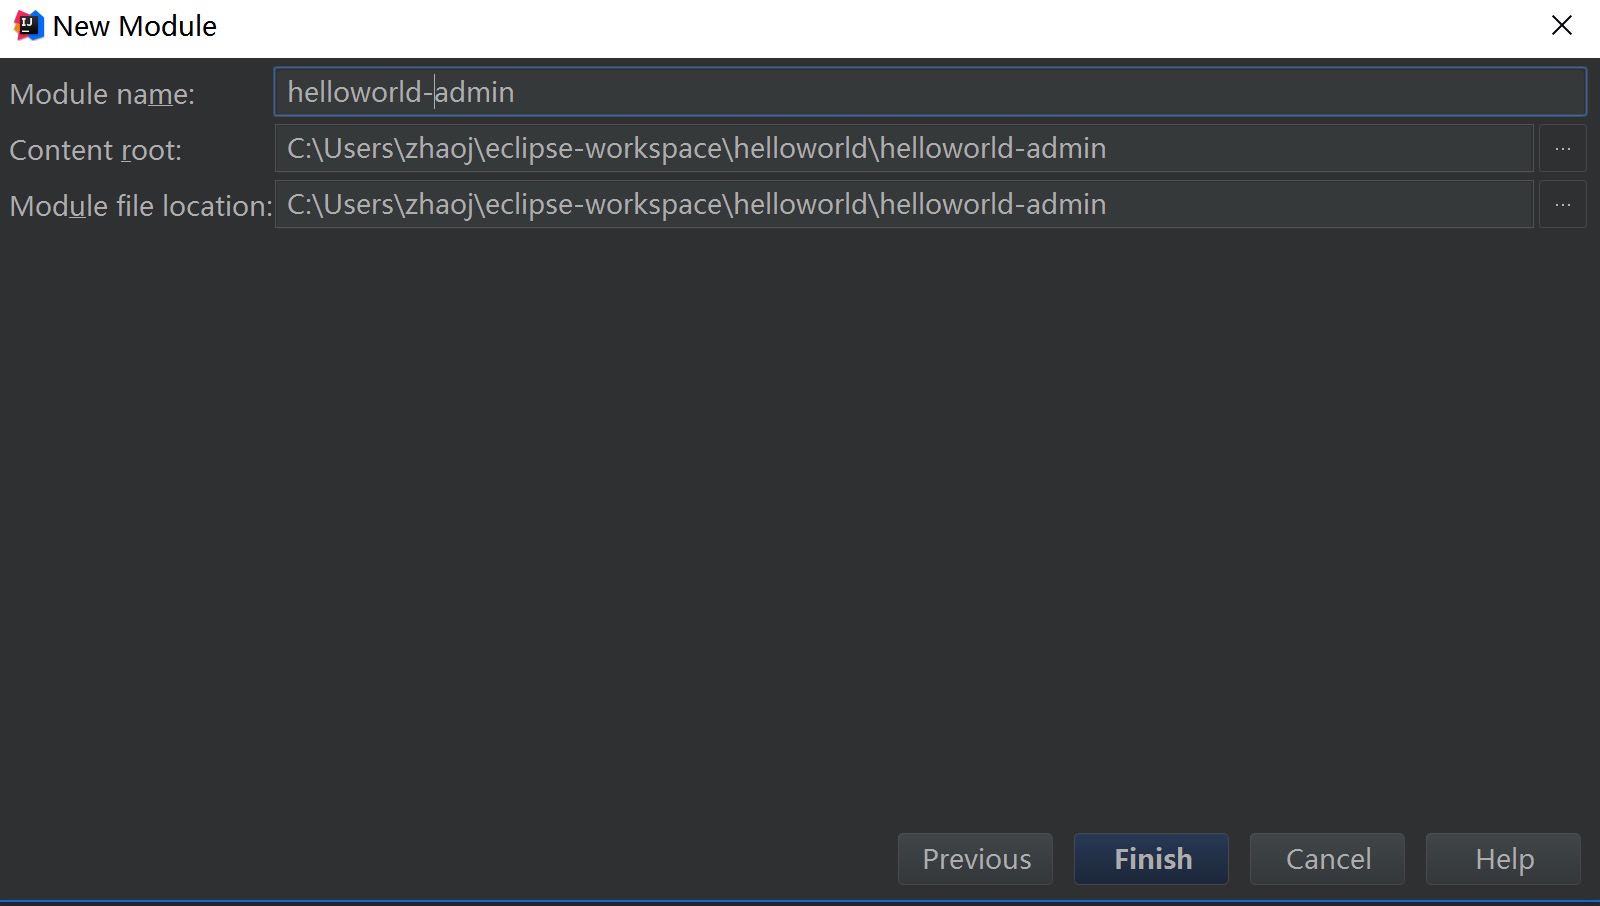 New Module
Module name: helloworld-admin
Content root: C:\Users\zhaoj\eclipse-workspace\helloworld\helloworld-admin ...
Module file location: C:\Users\zhaoj\eclipse-workspace\helloworld\helloworld-admin ...
Previous Finish Cancel Help